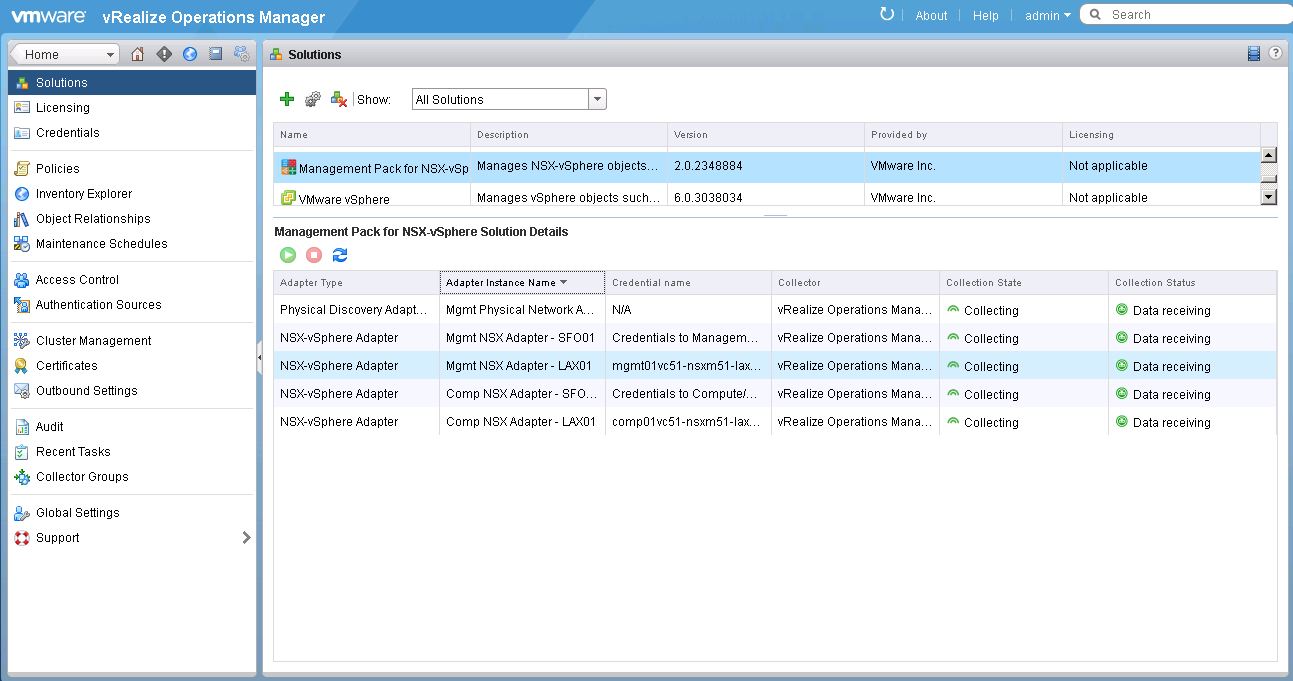 vmware vRealize Operations Manager About Help admin Search
Home
Solutions
Licensing
Credentials
Policies
Inventory Explorer
Object Relationships
Maintenance Schedules
Access Control
Authentication Sources
Cluster Management
Certificates
Outbound Settings
Audit
Recent Tasks
Collector Groups
Global Settings
Support
Solutions ?
Show: All Solutions
Name Description Version Provided by Licensing
Management Pack for NSX-vSp Manages NSX-vSphere objects... 2.0.2348884 VMware Inc. Not applicable
VMware vSphere Manages vSphere objects such... 6.0.3038034 VMware Inc. Not applicable
Management Pack for NSX-vSphere Solution Details
Adapter Type Adapter Instance Name Credential name Collector Collection State Collection Status
Physical Discovery Adapt... Mgmt Physical Network A... N/A vRealize Operations Mana... Collecting Data receiving
NSX-vSphere Adapter Mgmt NSX Adapter - SFO01 Credentials to Managem... vRealize Operations Mana... Collecting Data receiving
NSX-vSphere Adapter Mgmt NSX Adapter - LAX01 mgmt01vc51-nsxm51-lax... vRealize Operations Mana... Collecting Data receiving
NSX-vSphere Adapter Comp NSX Adapter - SFO... Credentials to Compute/... vRealize Operations Mana... Collecting Data receiving
NSX-vSphere Adapter Comp NSX Adapter - LAX01 comp01vc51-nsxm51-lax... vRealize Operations Mana... Collecting Data receiving